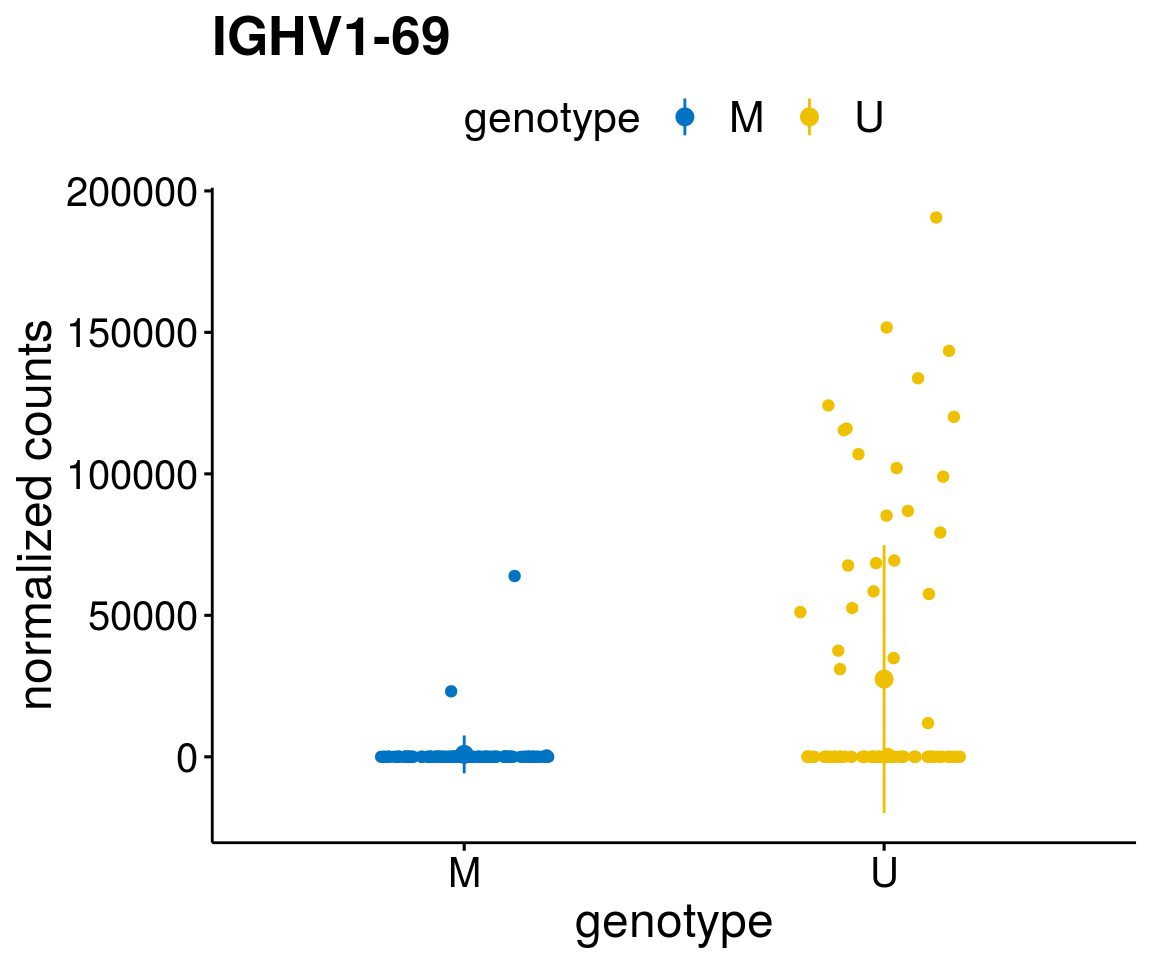 IGHV1-69
genotype M U
200000
150000
100000
50000
0
normalized counts
M U
genotype